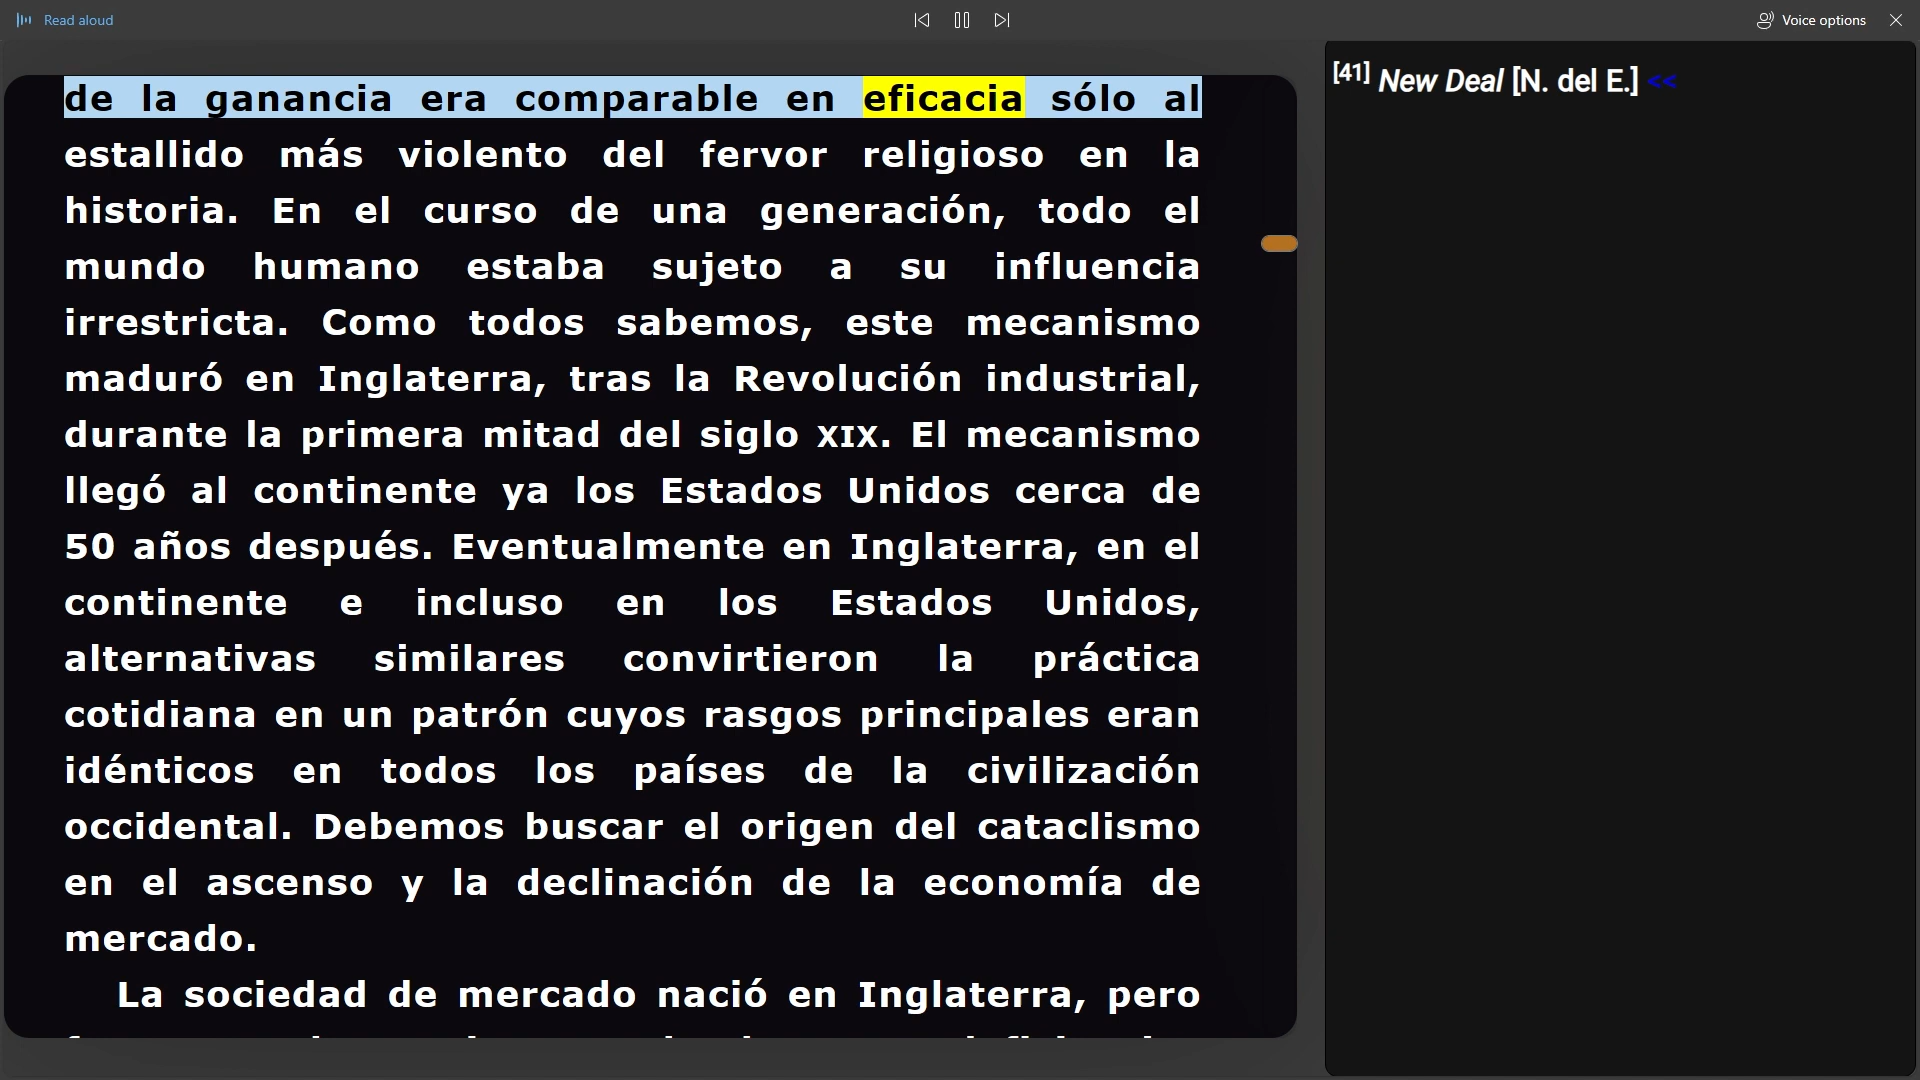 Read aloud
Voice options
de la ganancia era comparable en eficacia sólo al
estallido más violento del fervor religioso en la
historia. En el curso de una generación, todo el
mundo humano estaba sujeto a su influencia
irrestricta. Como todos sabemos, este mecanismo
maduró en Inglaterra, tras la Revolución industrial,
durante la primera mitad del siglo XIX. El mecanismo
llegó al continente ya los Estados Unidos cerca de
50 años después. Eventualmente en Inglaterra, en el
continente e incluso en los Estados Unidos,
alternativas similares convirtieron la práctica
cotidiana en un patrón cuyos rasgos principales eran
idénticos en todos los países de la civilización
occidental. Debemos buscar el origen del cataclismo
en el ascenso y la declinación de la economía de
mercado.
La sociedad de mercado nació en Inglaterra, pero
[41] New Deal [N. del E.] <<